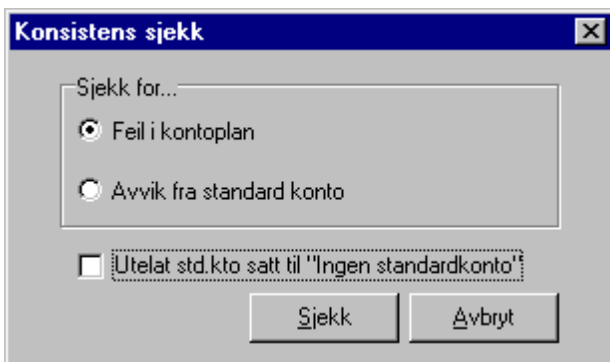 Konsistens sjekk
Sjekk for...
Feil i kontoplan
Avvik fra standard konto
Utelat std.kto satt til "Ingen standardkonto"
Sjekk
Avbryt